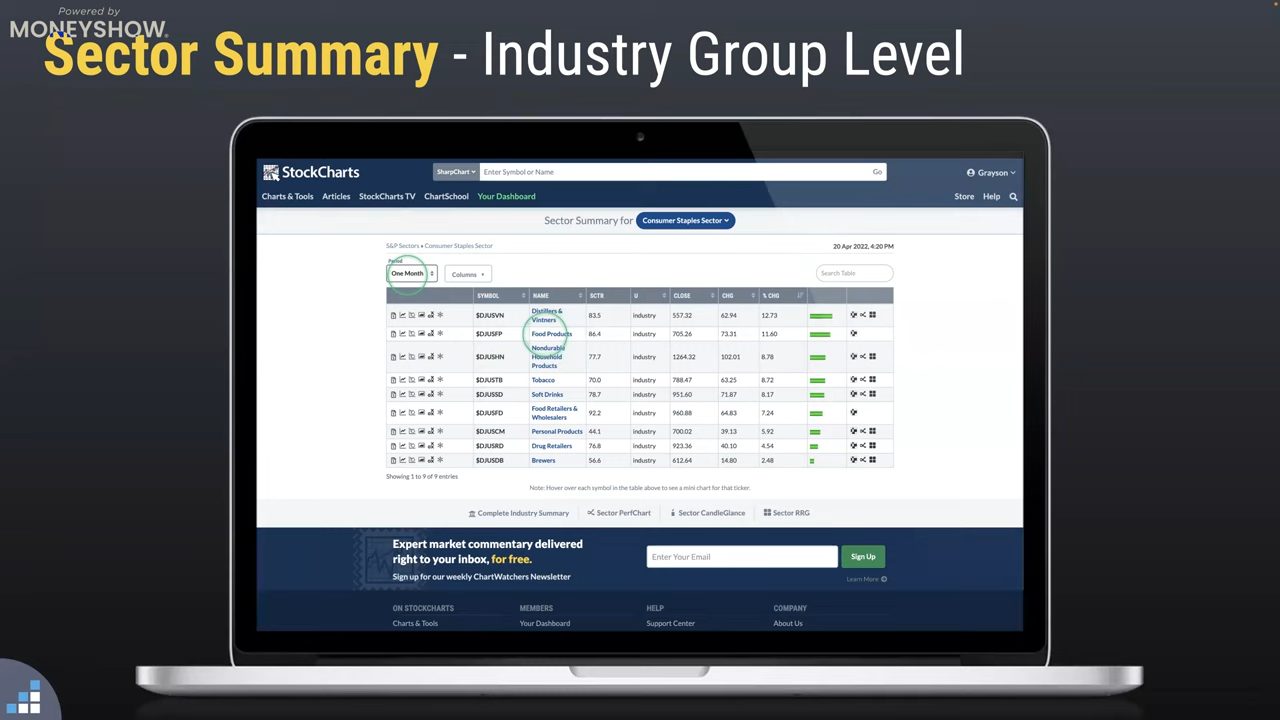 Powered by
MONEYSHOW
Sector Summary - Industry Group Level
StockCharts
SharpChart
Enter Symbol or Name
Go
Grayson
Charts & Tools Articles StockCharts TV ChartSchool Your Dashboard
Store Help
Sector Summary for Consumer Staples Sector
S&P Sectors • Consumer Staples Sector
20 Apr 2022, 4:20 PM
Period
One Month
Columns
Search Table
SYMBOL NAME SCTR U CLOSE CHG % CHG
$DJUSVN Distillers & Vintners 83.5 industry 557.32 62.94 12.73
$DJUSFP Food Products 86.4 industry 705.26 73.31 11.60
$DJUSHN Nondurable Household Products 77.7 industry 1264.32 102.01 8.78
$DJUSTB Tobacco 70.0 industry 788.47 63.25 8.72
$DJUSSD Soft Drinks 78.7 industry 951.60 71.87 8.17
$DJUSFD Food Retailers & Wholesalers 92.2 industry 960.88 64.83 7.24
$DJUSCM Personal Products 44.1 industry 700.02 39.13 5.92
$DJUSRD Drug Retailers 76.8 industry 923.36 40.10 4.54
$DJUSDB Brewers 56.6 industry 612.64 14.80 2.48
Showing 1 to 9 of 9 entries
Note: Hover over each symbol in the table above to see a mini chart for that ticker.
Complete Industry Summary Sector PerfChart Sector CandleGlance Sector RRG
Expert market commentary delivered
right to your inbox, for free.
Sign up for our weekly ChartWatchers Newsletter
Enter Your Email
Sign Up
Learn More
ON STOCKCHARTS MEMBERS HELP COMPANY
Charts & Tools Your Dashboard Support Center About Us